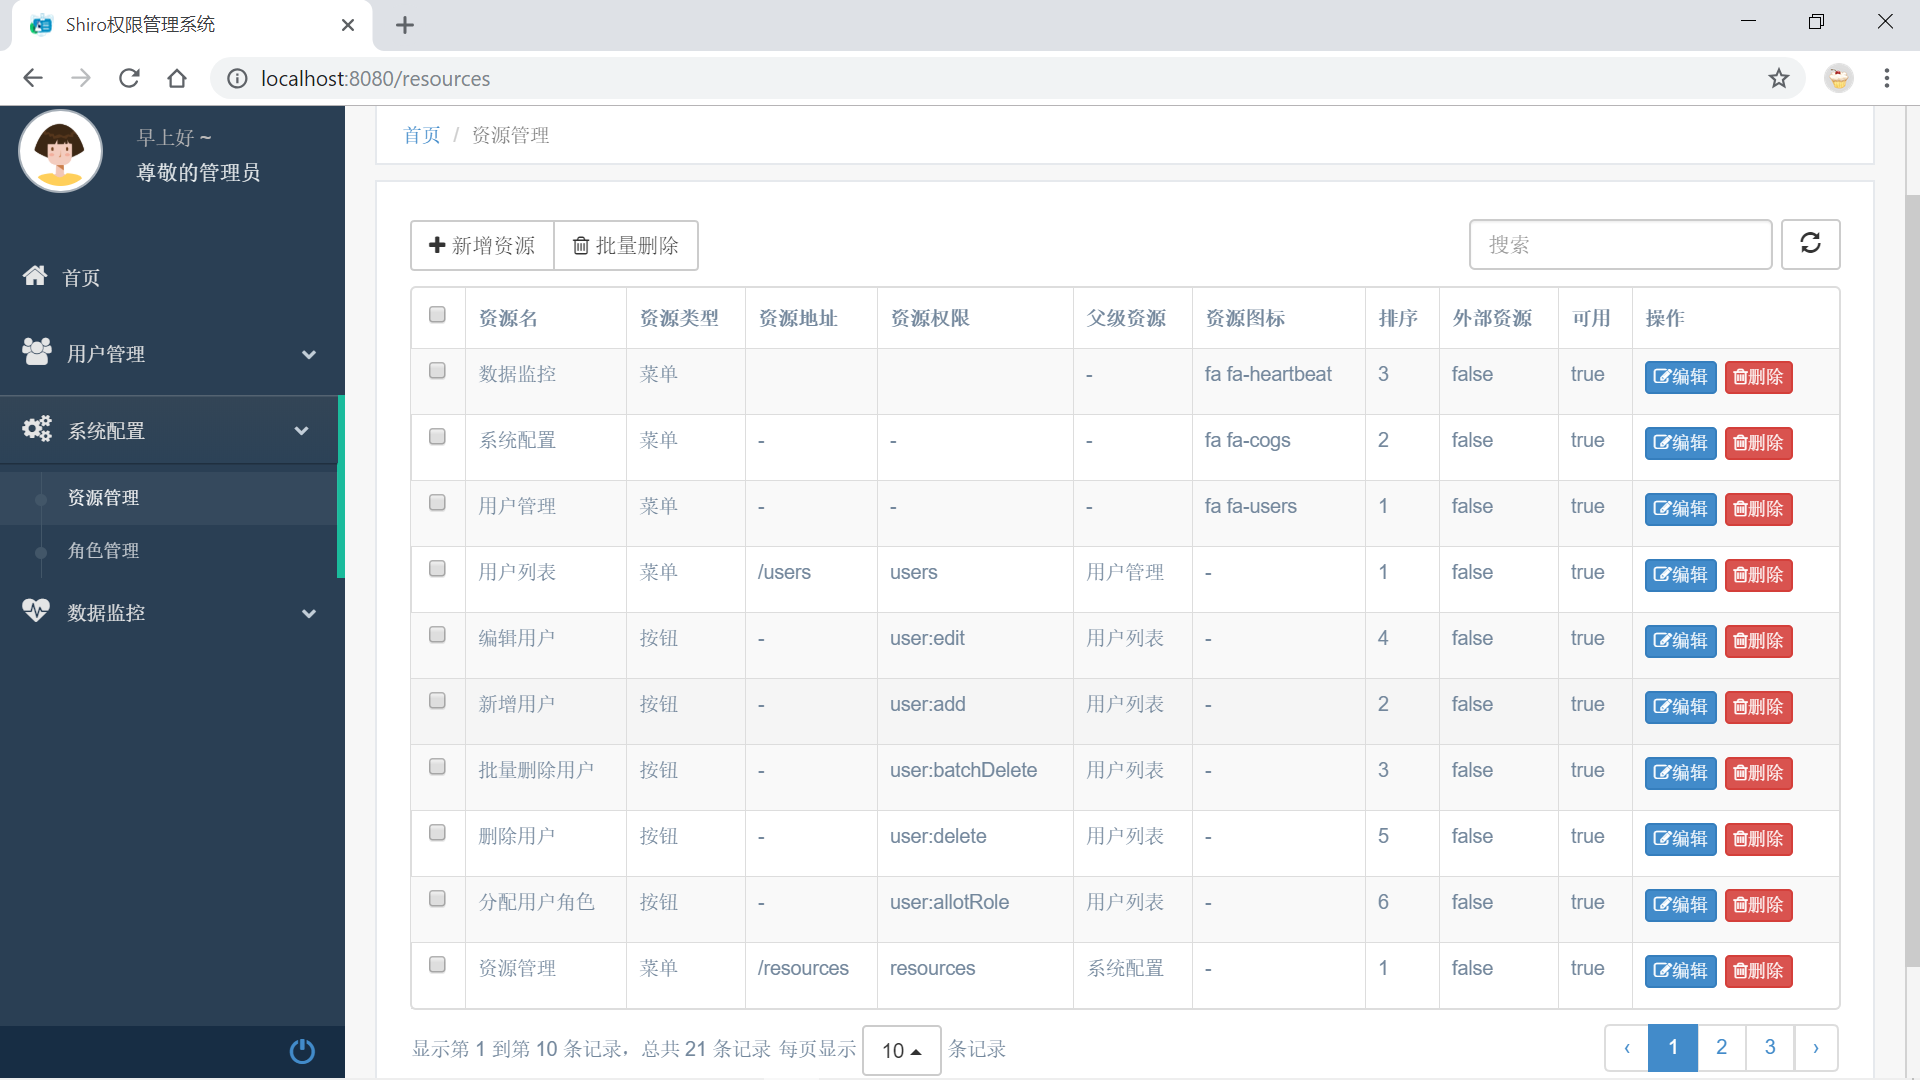 Shiro权限管理系统
localhost:8080/resources
早上好 ~
尊敬的管理员
首页
用户管理
系统配置
资源管理
角色管理
数据监控
首页 / 资源管理
新增资源 批量删除 搜索
资源名 资源类型 资源地址 资源权限 父级资源 资源图标 排序 外部资源 可用 操作
数据监控 菜单 - fa fa-heartbeat 3 false true 编辑 删除
系统配置 菜单 - - - fa fa-cogs 2 false true 编辑 删除
用户管理 菜单 - - - fa fa-users 1 false true 编辑 删除
用户列表 菜单 /users users 用户管理 - 1 false true 编辑 删除
编辑用户 按钮 - user:edit 用户列表 - 4 false true 编辑 删除
新增用户 按钮 - user:add 用户列表 - 2 false true 编辑 删除
批量删除用户 按钮 - user:batchDelete 用户列表 - 3 false true 编辑 删除
删除用户 按钮 - user:delete 用户列表 - 5 false true 编辑 删除
分配用户角色 按钮 - user:allotRole 用户列表 - 6 false true 编辑 删除
资源管理 菜单 /resources resources 系统配置 - 1 false true 编辑 删除
显示第 1 到第 10 条记录，总共 21 条记录 每页显示 10 条记录 ‹ 1 2 3 ›